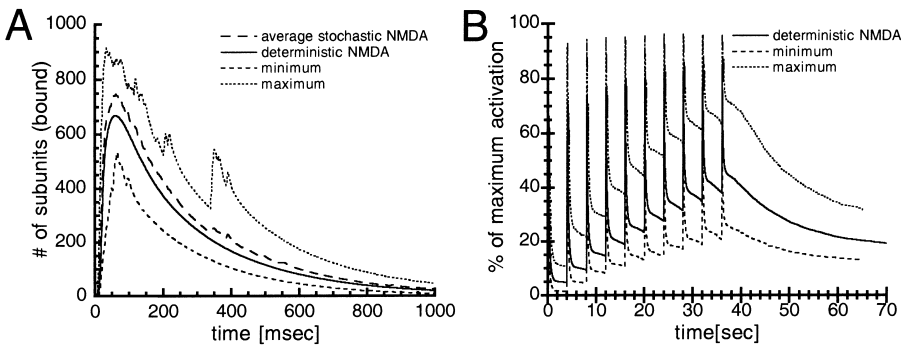 A
# of subunits (bound)
1000
800
600
400
200
0
average stochastic NMDA
deterministic NMDA
minimum
maximum
0 200 400 600 800 1000
time [msec]
B
% of maximum activation
100
80
60
40
20
0
deterministic NMDA
minimum
maximum
0 10 20 30 40 50 60 70
time[sec]